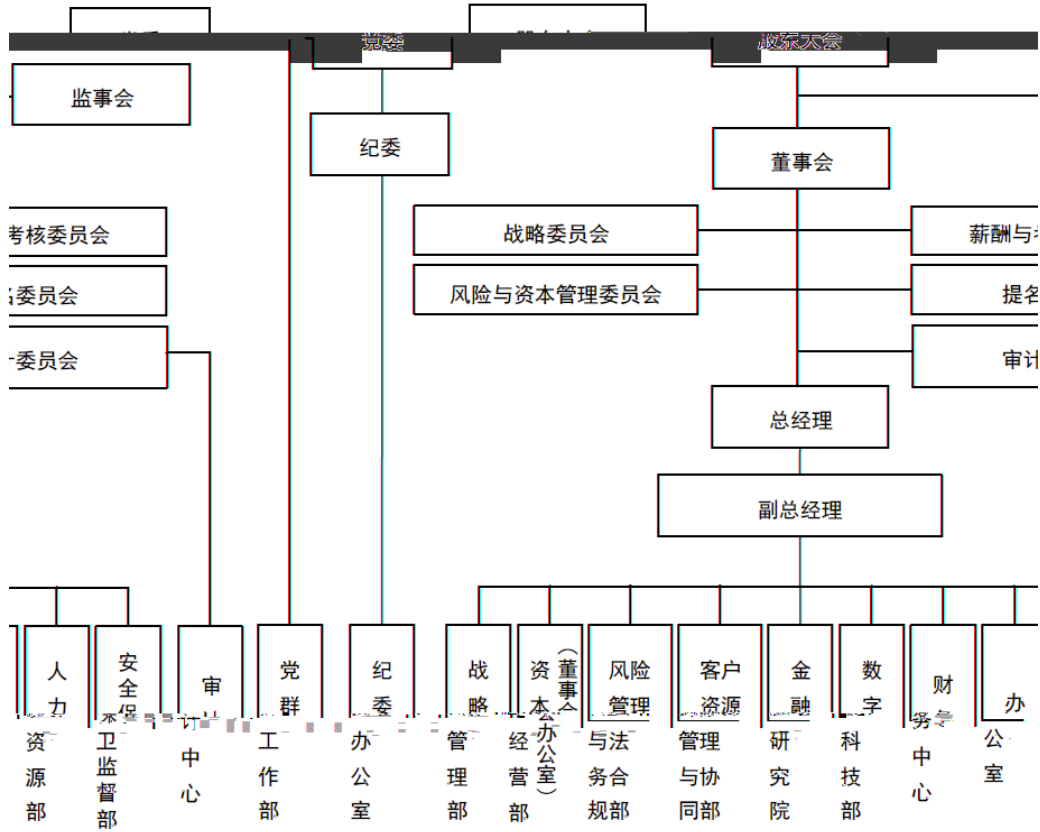 党委
股东大会
监事会
纪委
董事会
考核委员会
战略委员会
薪酬与
委员会
风险与资本管理委员会
提名
委员会
审计
总经理
副总经理
人力资源部
安全保卫监督部
审计中心
党群工作部
纪委办公室
战略管理部
资本经营部
（董事会办公室）
风险管理与法务合规部
客户资源管理与协同部
金融研究院
数字科技部
财务中心
办公室